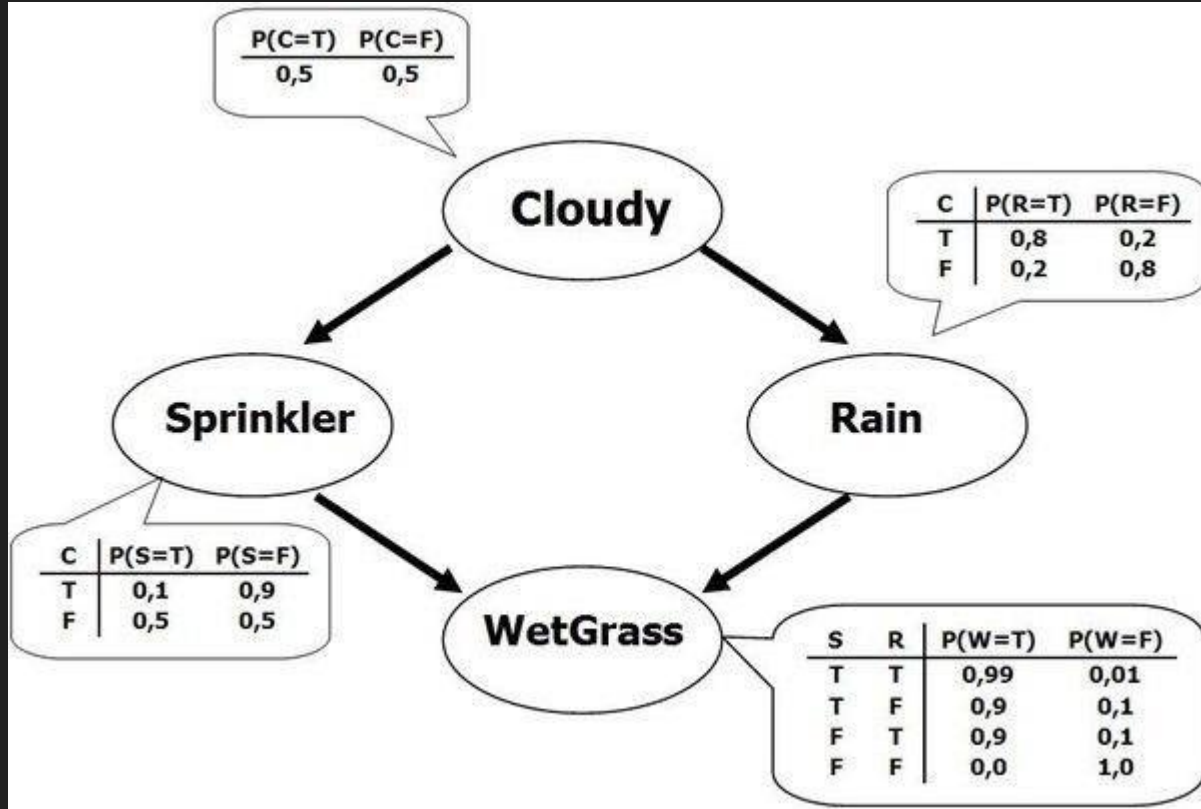 P(C=T) P(C=F)
0,5 0,5
Cloudy
C P(R=T) P(R=F)
T 0,8 0,2
F 0,2 0,8
Sprinkler
Rain
C P(S=T) P(S=F)
T 0,1 0,9
F 0,5 0,5
WetGrass
S R P(W=T) P(W=F)
T T 0,99 0,01
T F 0,9 0,1
F T 0,9 0,1
F F 0,0 1,0